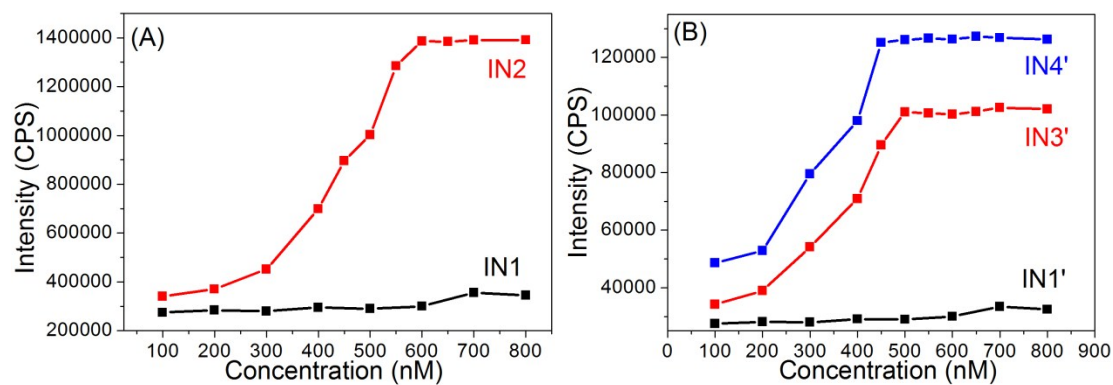 (A)
1400000
1200000
1000000
800000
600000
400000
200000
Intensity (CPS)
IN2
IN1
100 200 300 400 500 600 700 800
Concentration (nM)
(B)
120000
100000
80000
60000
40000
Intensity (CPS)
IN4'
IN3'
IN1'
0 100 200 300 400 500 600 700 800 900
Concentration (nM)